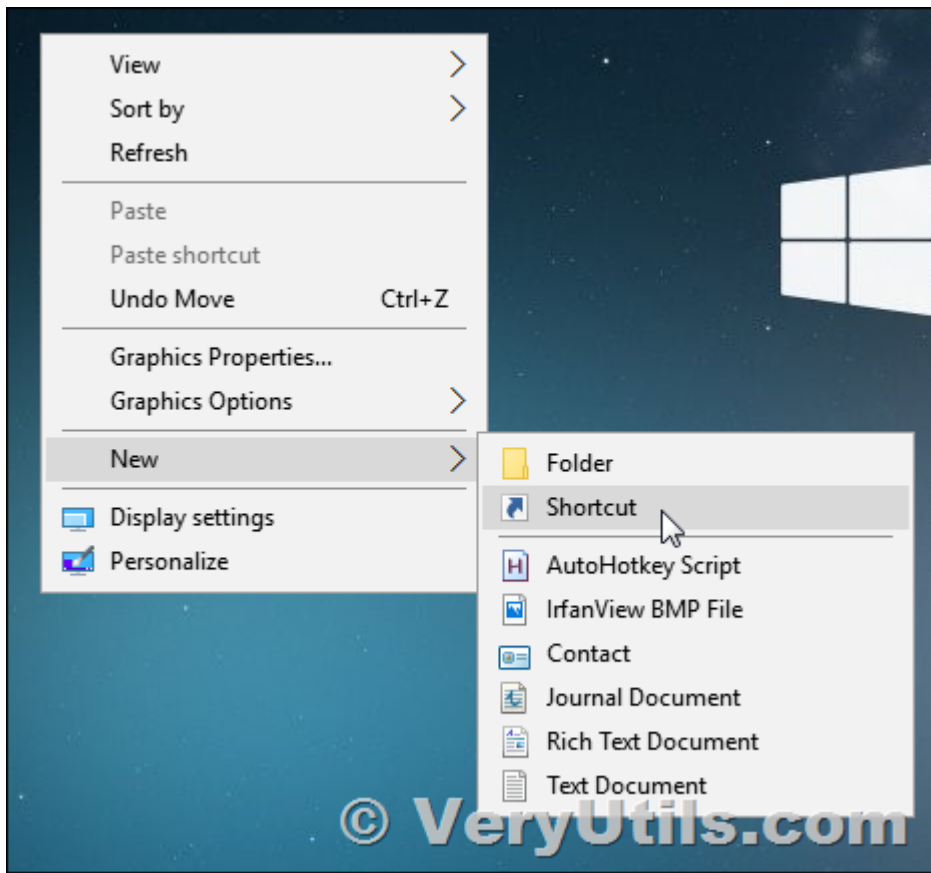 View
Sort by
Refresh
Paste
Paste shortcut
Undo Move Ctrl+Z
Graphics Properties...
Graphics Options
New
Display settings
Personalize
Folder
Shortcut
AutoHotkey Script
IrfanView BMP File
Contact
Journal Document
Rich Text Document
Text Document
© VeryUtils.com